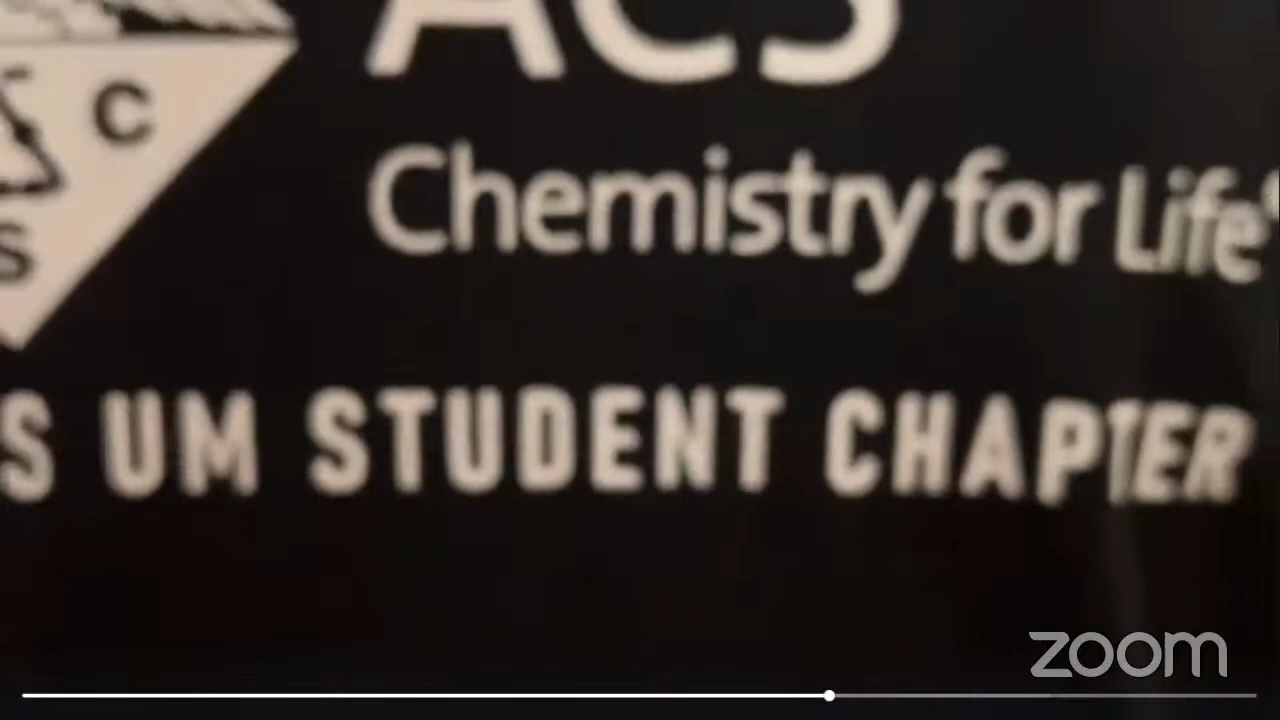 ACS
C
Chemistry for Life
S
S UM STUDENT CHAPTER
zoom